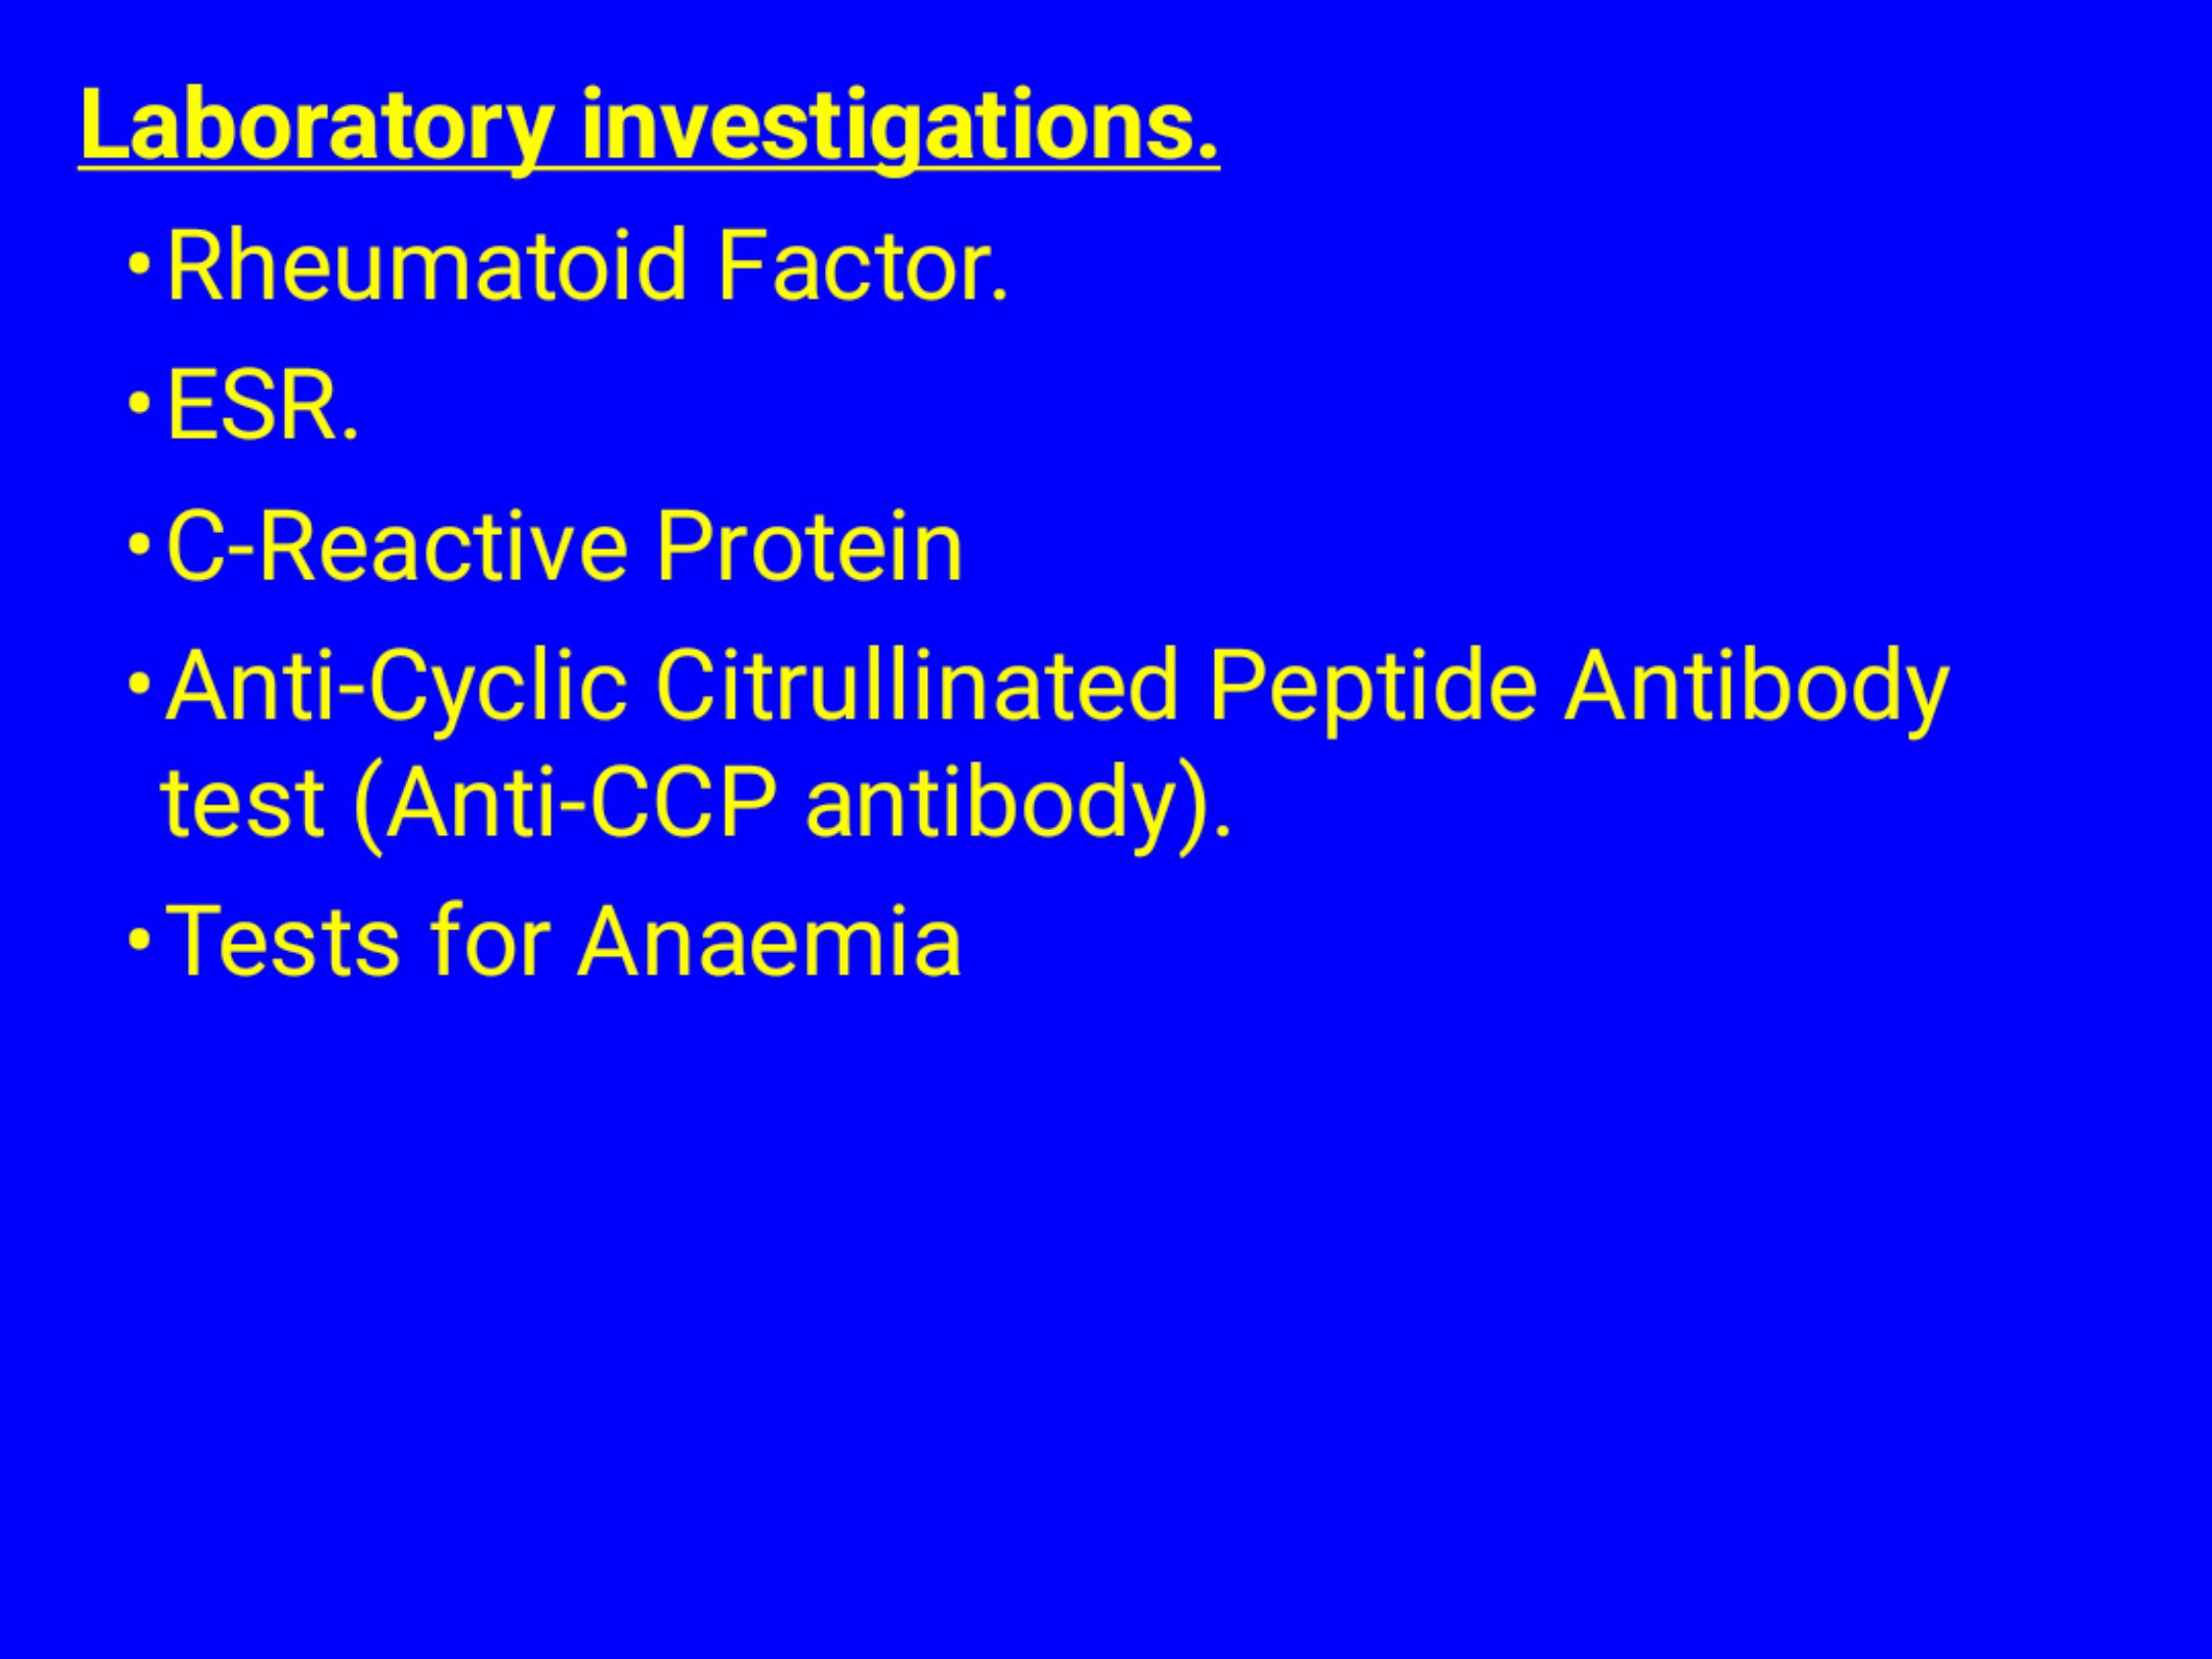 Laboratory investigations.
•Rheumatoid Factor.
•ESR.
•C-Reactive Protein
•Anti-Cyclic Citrullinated Peptide Antibody
test (Anti-CCP antibody).
•Tests for Anaemia